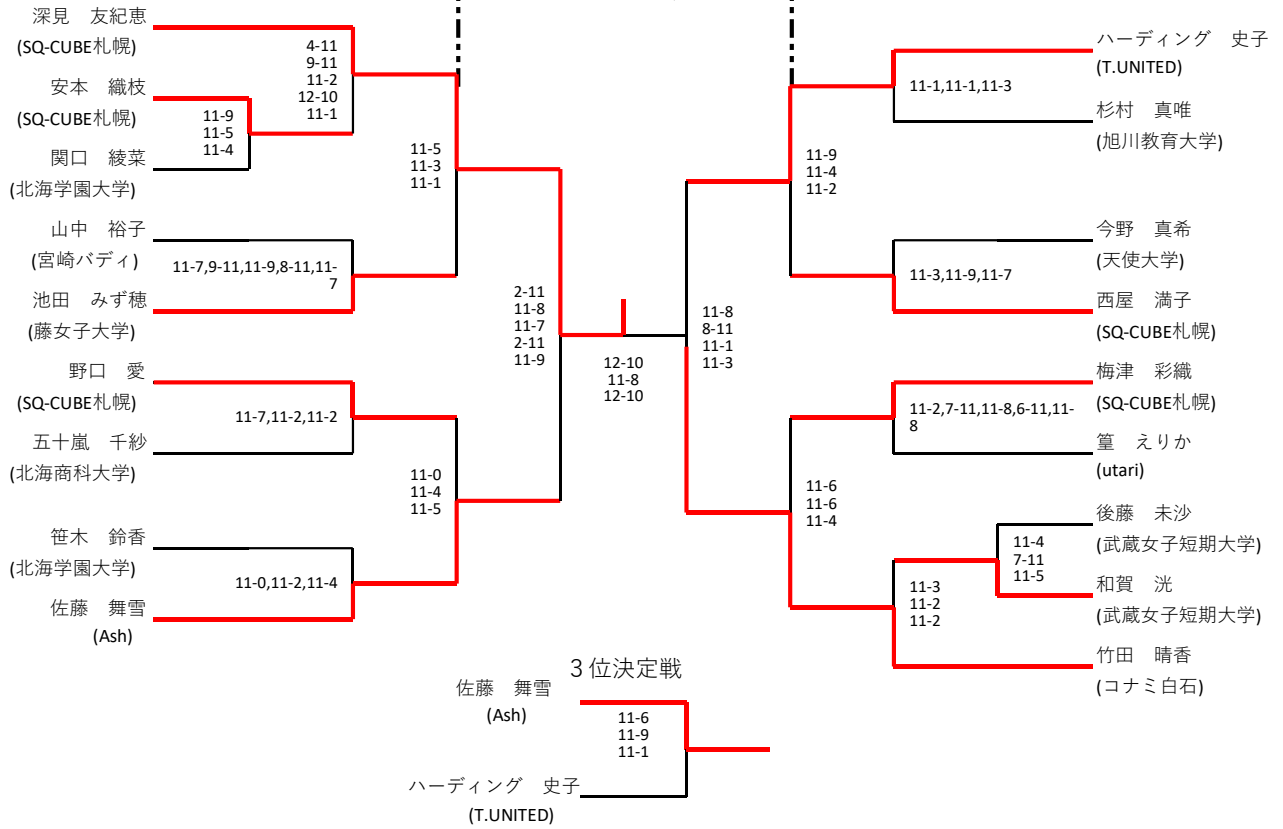 深見　友紀恵
(SQ-CUBE札幌)
4-11
9-11
11-2
12-10
11-1
安本　織枝
(SQ-CUBE札幌)
11-9
11-5
11-4
関口　綾菜
(北海学園大学)
11-5
11-3
11-1
山中　裕子
(宮崎バディ)
11-7,9-11,11-9,8-11,11-
7
池田　みず穂
(藤女子大学)
2-11
11-8
11-7
2-11
11-9
野口　愛
(SQ-CUBE札幌)
11-7,11-2,11-2
五十嵐　千紗
(北海商科大学)
11-0
11-4
11-5
笹木　鈴香
(北海学園大学)
11-0,11-2,11-4
佐藤　舞雪
(Ash)
12-10
11-8
12-10
ハーディング　史子
(T.UNITED)
11-1,11-1,11-3
杉村　真唯
(旭川教育大学)
11-9
11-4
11-2
今野　真希
(天使大学)
11-3,11-9,11-7
西屋　満子
(SQ-CUBE札幌)
11-8
8-11
11-1
11-3
梅津　彩織
(SQ-CUBE札幌)
11-2,7-11,11-8,6-11,11-
8
篁　えりか
(utari)
11-6
11-6
11-4
後藤　未沙
(武蔵女子短期大学)
11-4
7-11
11-5
和賀　洸
(武蔵女子短期大学)
11-3
11-2
11-2
竹田　晴香
(コナミ白石)
３位決定戦
佐藤　舞雪
(Ash)
11-6
11-9
11-1
ハーディング　史子
(T.UNITED)